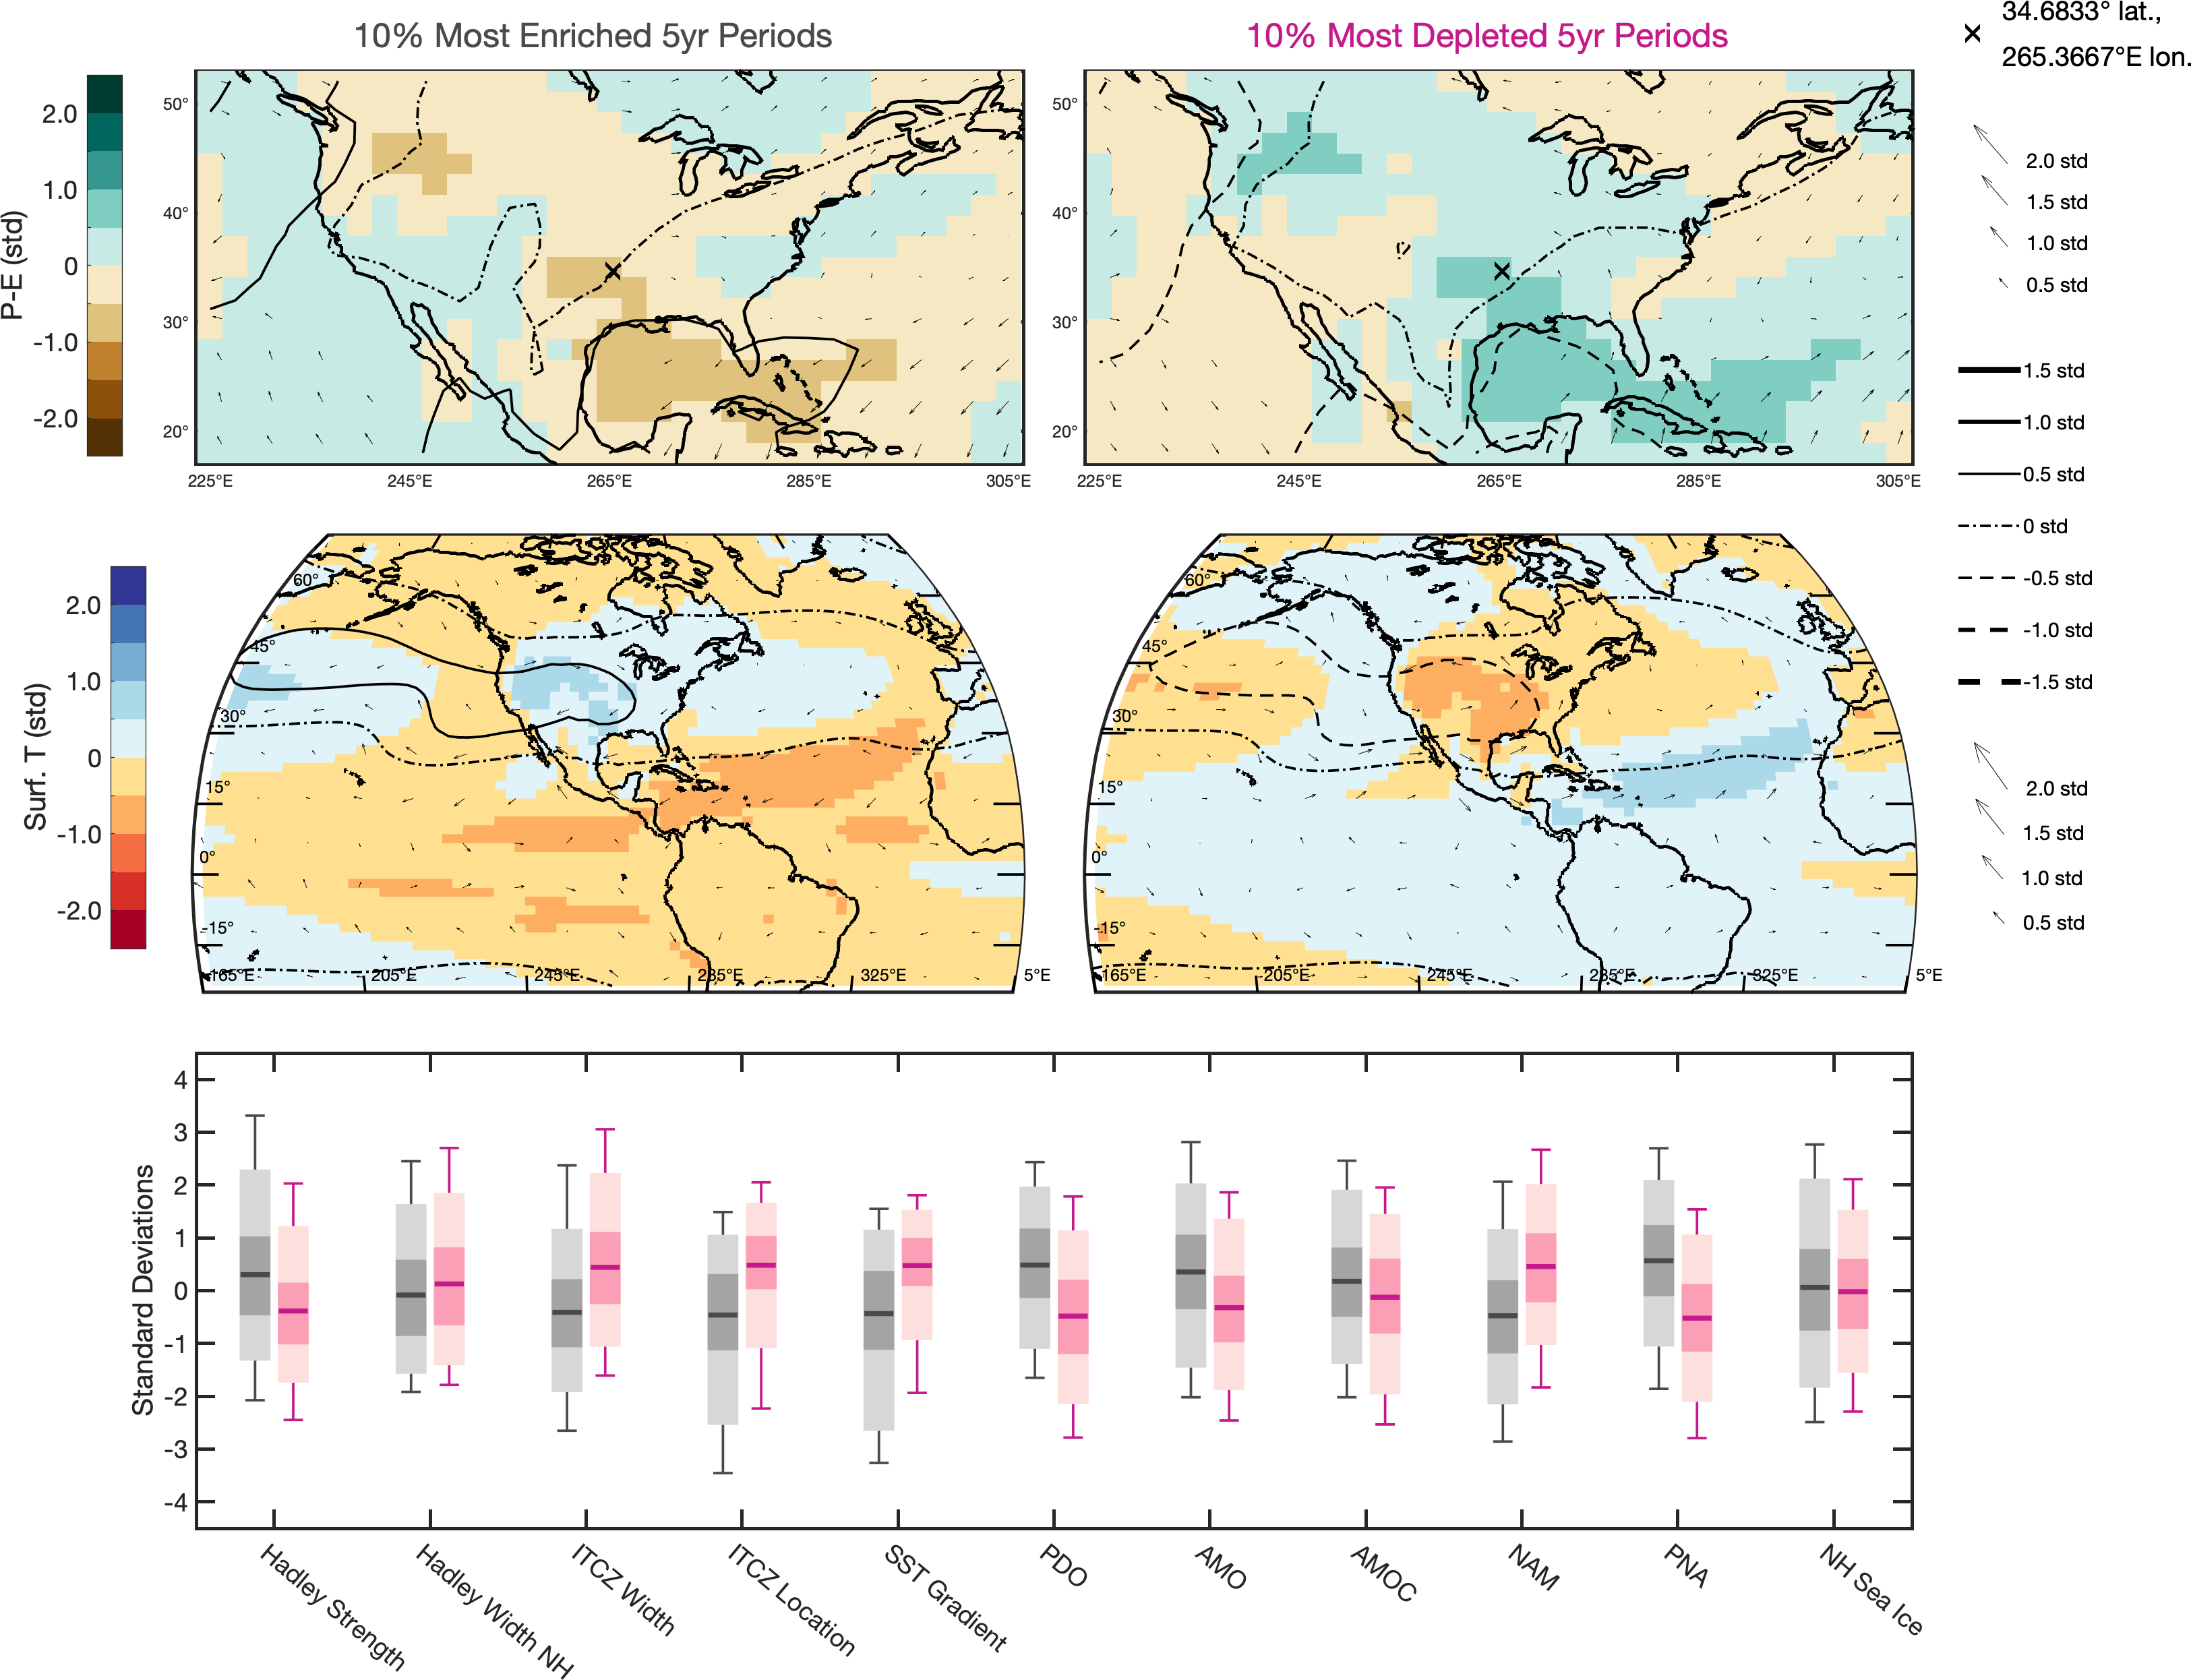 10% Most Enriched 5yr Periods
10% Most Depleted 5yr Periods
34.6833° lat.,
265.3667°E lon.
P-E (std)
2.0
1.0
0
-1.0
-2.0
50°
40°
30°
20°
225°E
245°E
265°E
285°E
305°E
50°
40°
30°
20°
225°E
245°E
265°E
285°E
305°E
2.0 std
1.5 std
1.0 std
0.5 std
1.5 std
1.0 std
0.5 std
0 std
-0.5 std
-1.0 std
-1.5 std
Surf. T (std)
2.0
1.0
0
-1.0
-2.0
60°
45°
30°
15°
0°
-15°
165°E
205°E
245°E
285°E
325°E
5°E
60°
45°
30°
15°
0°
-15°
165°E
205°E
245°E
285°E
325°E
5°E
2.0 std
1.5 std
1.0 std
0.5 std
Standard Deviations
4
3
2
1
0
-1
-2
-3
-4
Hadley Strength
Hadley Width NH
ITCZ Width
ITCZ Location
SST Gradient
PDO
AMO
AMOC
NAM
PNA
NH Sea Ice